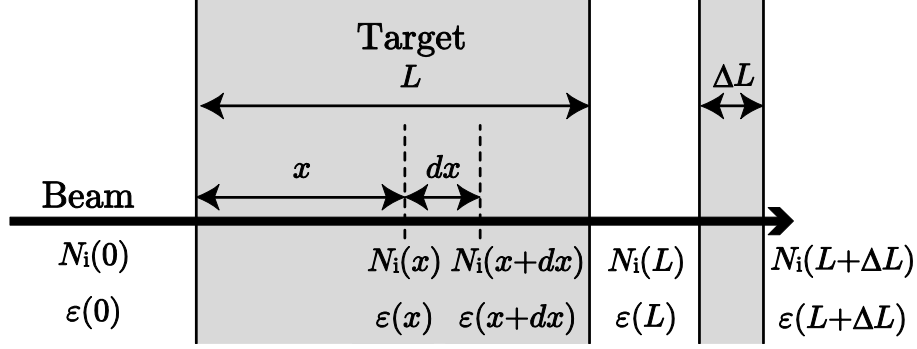 Target
L
ΔL
x
dx
Beam
Nᵢ(0)
Nᵢ(x)
Nᵢ(x+dx)
Nᵢ(L)
Nᵢ(L+ΔL)
ε(0)
ε(x)
ε(x+dx)
ε(L)
ε(L+ΔL)